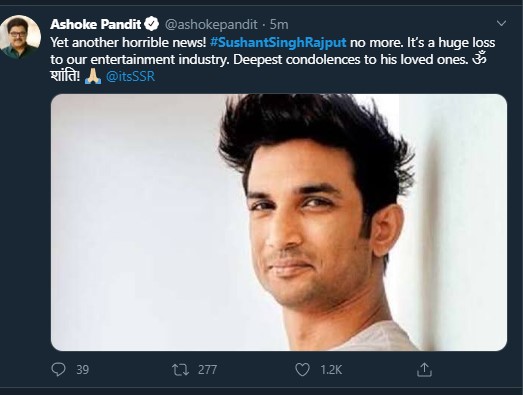 Ashoke Pandit @ashokepandit · 5m
Yet another horrible news! #SushantSinghRajput no more. It's a huge loss
to our entertainment industry. Deepest condolences to his loved ones. ॐ
शांति! 🙏 @itsSSR
39 277 1.2K